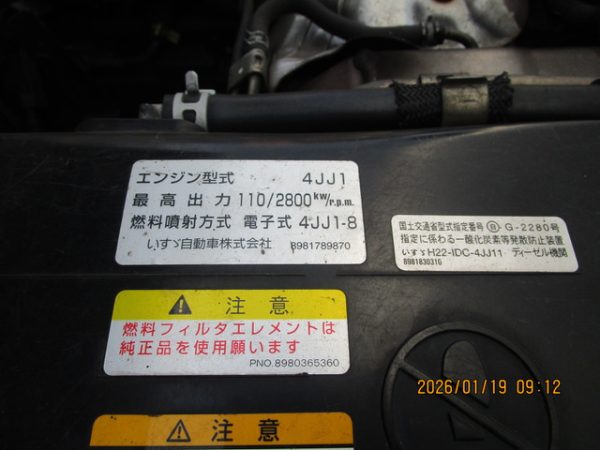 エンジン型式 4JJ1
最高出力 110/2800kw/r.p.m.
燃料噴射方式 電子式 4JJ1-8
いすゞ自動車株式会社 8981789870
国土交通省型式指定番号 B G-2280号
指定に係わる一酸化炭素等発散防止装置
いすゞH22-IDC-4JJ11 ディーゼル機関
8981830310
注意
燃料フィルタエレメントは
純正品を使用願います
PNO.8980365360
注意
2026/01/19 09:12